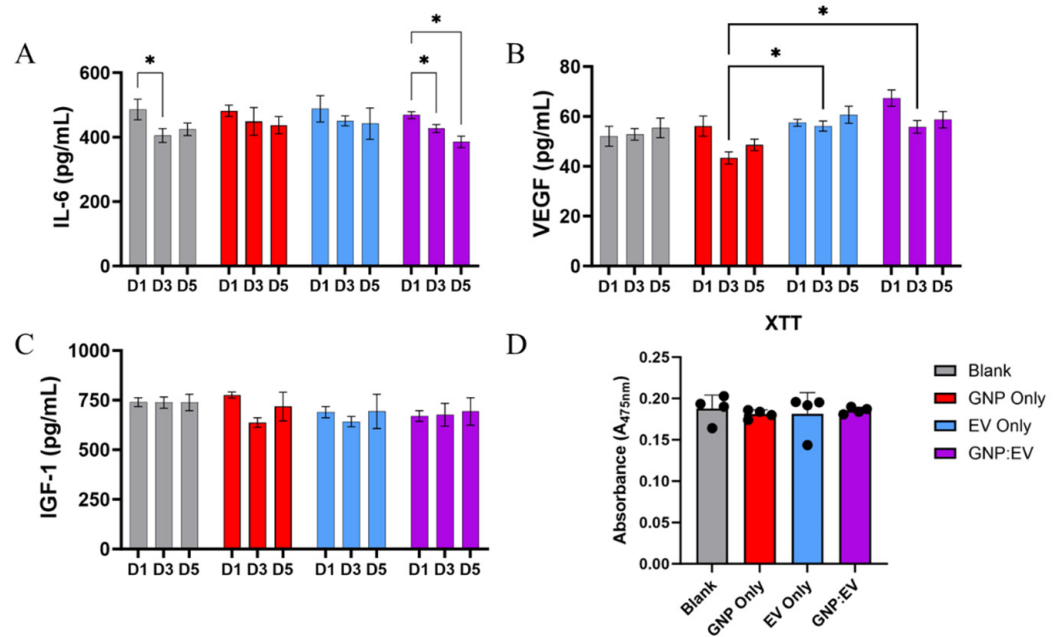 A
IL-6 (pg/mL)
600
400
200
0
*
*
*
D1 D3 D5 D1 D3 D5 D1 D3 D5 D1 D3 D5
B
VEGF (pg/mL)
80
60
40
20
0
*
*
D1 D3 D5 D1 D3 D5 D1 D3 D5 D1 D3 D5
C
IGF-1 (pg/mL)
1000
750
500
250
0
D1 D3 D5 D1 D3 D5 D1 D3 D5 D1 D3 D5
D
XTT
Absorbance (A475nm)
0.25
0.20
0.15
0.10
0.05
0.00
Blank
GNP Only
EV Only
GNP:EV
Blank
GNP Only
EV Only
GNP:EV